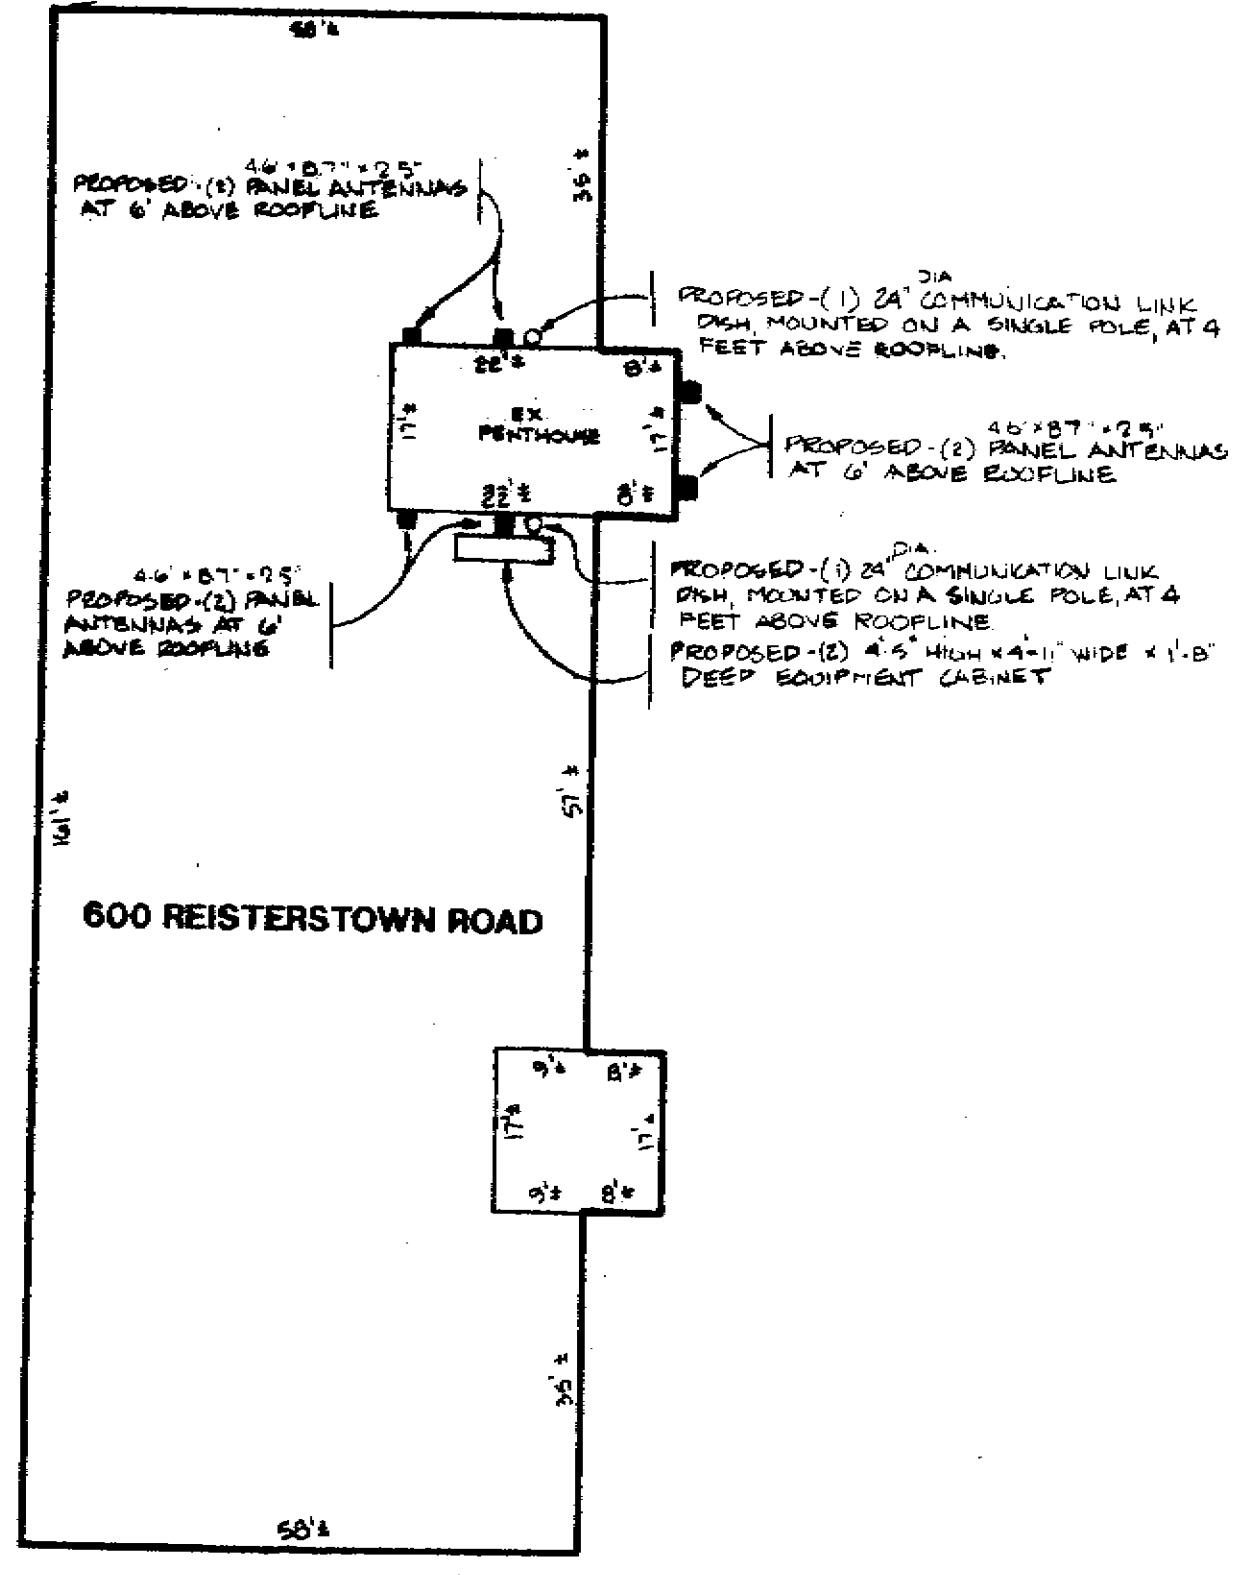 58'±
35'±
4.6' × 8.7" × 2.5"
PROPOSED-(2) PANEL ANTENNAS
AT 6' ABOVE ROOFLINE
DIA
PROPOSED-(1) 24" COMMUNICATION LINK
DISH, MOUNTED ON A SINGLE POLE, AT 4
FEET ABOVE ROOFLINE.
22'±
8'±
17'±
EX.
PENTHOUSE
17'±
4.6' × 8.7" × 2.5"
PROPOSED-(2) PANEL ANTENNAS
AT 6' ABOVE ROOFLINE
22'±
8'±
4.6' × 8.7" × 2.5"
PROPOSED-(2) PANEL
ANTENNAS AT 6'
ABOVE ROOFLINE
DIA.
PROPOSED-(1) 24" COMMUNICATION LINK
DISH, MOUNTED ON A SINGLE POLE, AT 4
FEET ABOVE ROOFLINE
PROPOSED-(2) 4'-5" HIGH × 4'-11" WIDE × 1'-8"
DEEP EQUIPMENT CABINET
161'±
57'±
600 REISTERSTOWN ROAD
9'±
8'±
17'±
17'±
9'±
8'±
35'±
58'±